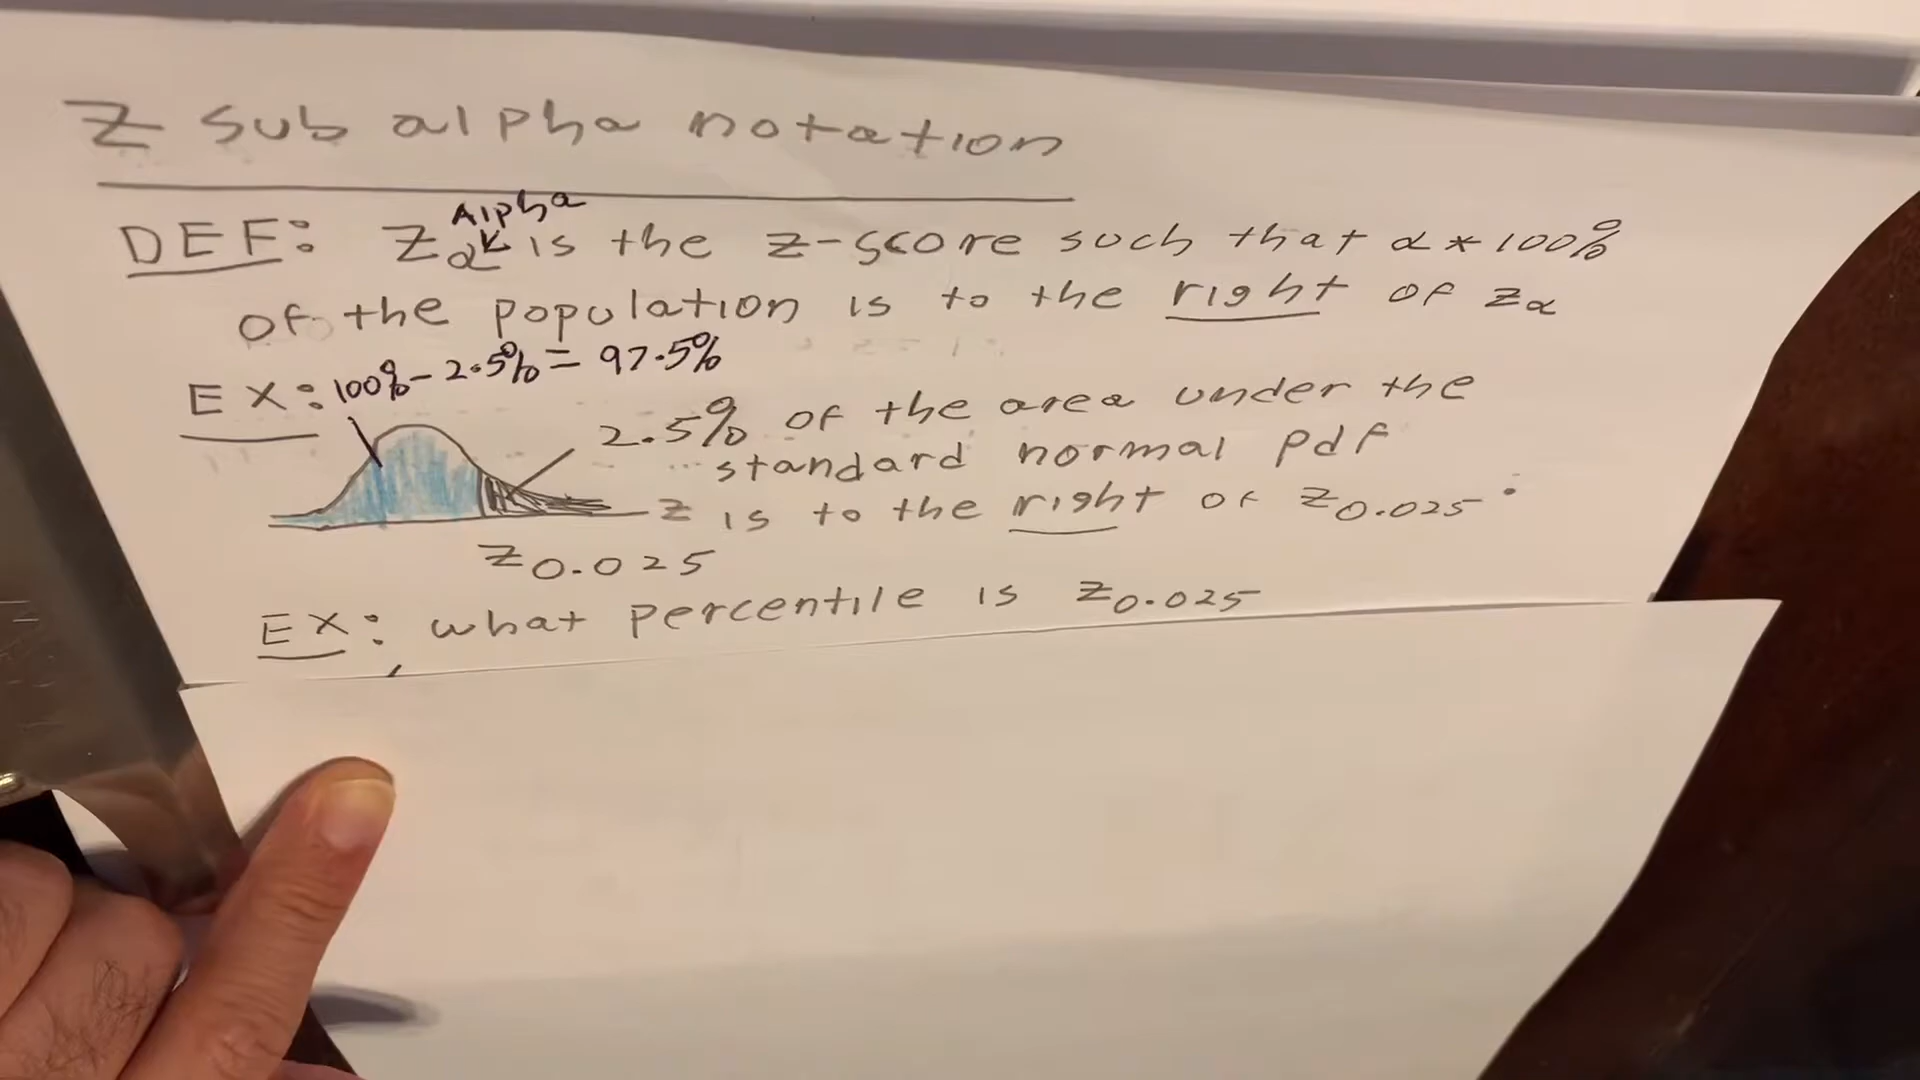 Z sub alpha notation
Alpha
DEF: Zα is the z-score such that α * 100%
of the population is to the right of zα
EX: 100% - 2.5% = 97.5%
2.5% of the area under the
standard normal pdf
z is to the right of z0.025.
z0.025
EX: what percentile is z0.025